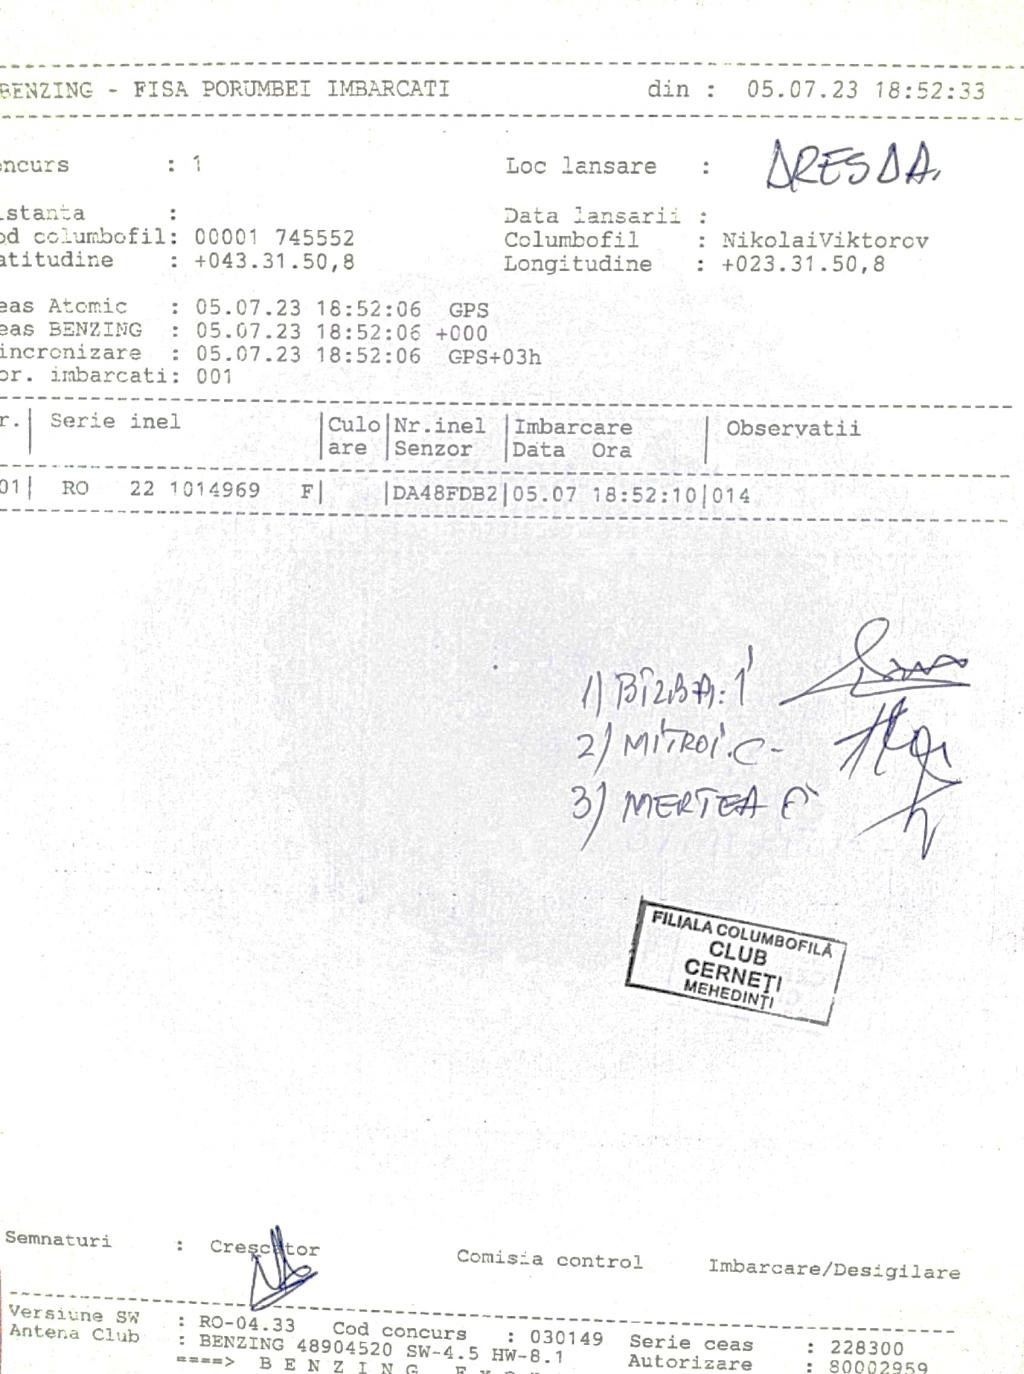 BENZING - FISA PORUMBEI IMBARCATI din : 05.07.23 18:52:33
oncurs : 1 Loc lansare : DRESDA.
istanta : Data lansarii :
od columbofil: 00001 745552 Columbofil : NikolaiViktorov
atitudine : +043.31.50,8 Longitudine : +023.31.50,8
eas Atomic : 05.07.23 18:52:06 GPS
eas BENZING : 05.07.23 18:52:06 +000
incronizare : 05.07.23 18:52:06 GPS+03h
or. imbarcati: 001
r.| Serie inel |Culo|Nr.inel |Imbarcare | Observatii
|are |Senzor |Data Ora |
01| RO 22 1014969 F| |DA48FDB2|05.07 18:52:10|014
1) BÎZBA. I
2) MITROI. C-
3) MERTEA
FILIALA COLUMBOFILĂ
CLUB
CERNEȚI
MEHEDINȚI
Semnaturi : Crescator Comisia control Imbarcare/Desigilare
Versiune SW : RO-04.33 Cod concurs : 030149 Serie ceas : 228300
Antena Club : BENZING 48904520 SW-4.5 HW-8.1 Autorizare : 80002959
====> B E N Z I N G